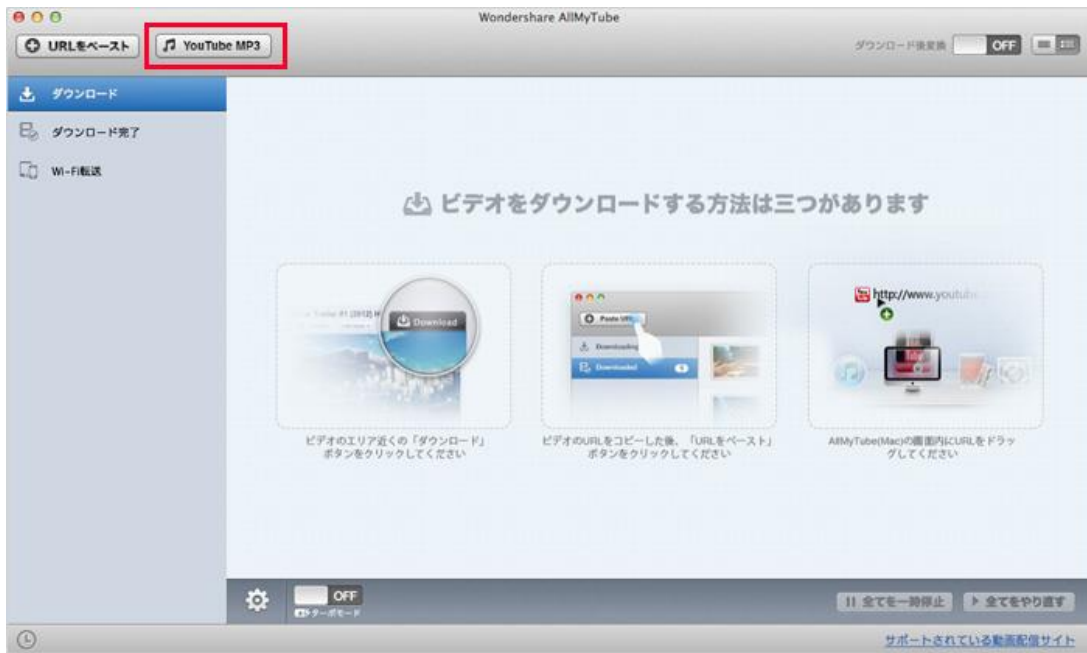 Wondershare AllMyTube
URLをペースト
YouTube MP3
ダウンロード後変換
OFF
ダウンロード
ダウンロード完了
Wi-Fi転送
ビデオをダウンロードする方法は三つがあります
Download
Paste URL
Downloading
Downloaded
http://www.youtube
ビデオのエリア近くの「ダウンロード」
ボタンをクリックしてください
ビデオのURLをコピーした後、「URLをペースト」
ボタンをクリックしてください
AllMyTube(Mac)の画面内にURLをドラッ
グしてください
OFF
ターボモード
全てを一時停止
全てをやり直す
サポートされている動画配信サイト